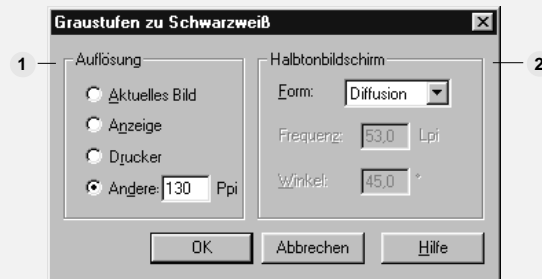 Graustufen zu Schwarzweiß
1
Auflösung
Aktuelles Bild
Anzeige
Drucker
Andere: 130 Ppi
Halbtonbildschirm
2
Form: Diffusion
Frequenz: 53,0 Lpi
Winkel: 45,0 °
OK Abbrechen Hilfe